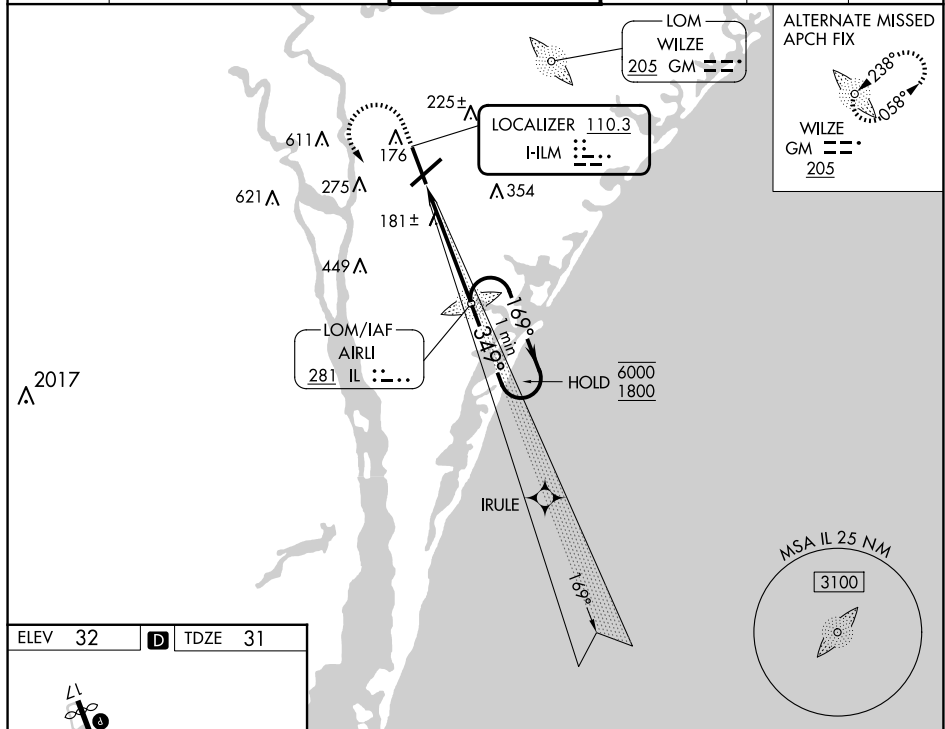 LOM
WILZE
205 GM
ALTERNATE MISSED
APCH FIX
238°
058°
WILZE
GM
205
225±
LOCALIZER 110.3
I-ILM
611
176
621
275
354
181±
449
LOM/IAF
AIRLI
281 IL
169°
1 min
349°
HOLD 6000
1800
2017
IRULE
169°
MSA IL 25 NM
3100
ELEV 32 D TDZE 31
17
P